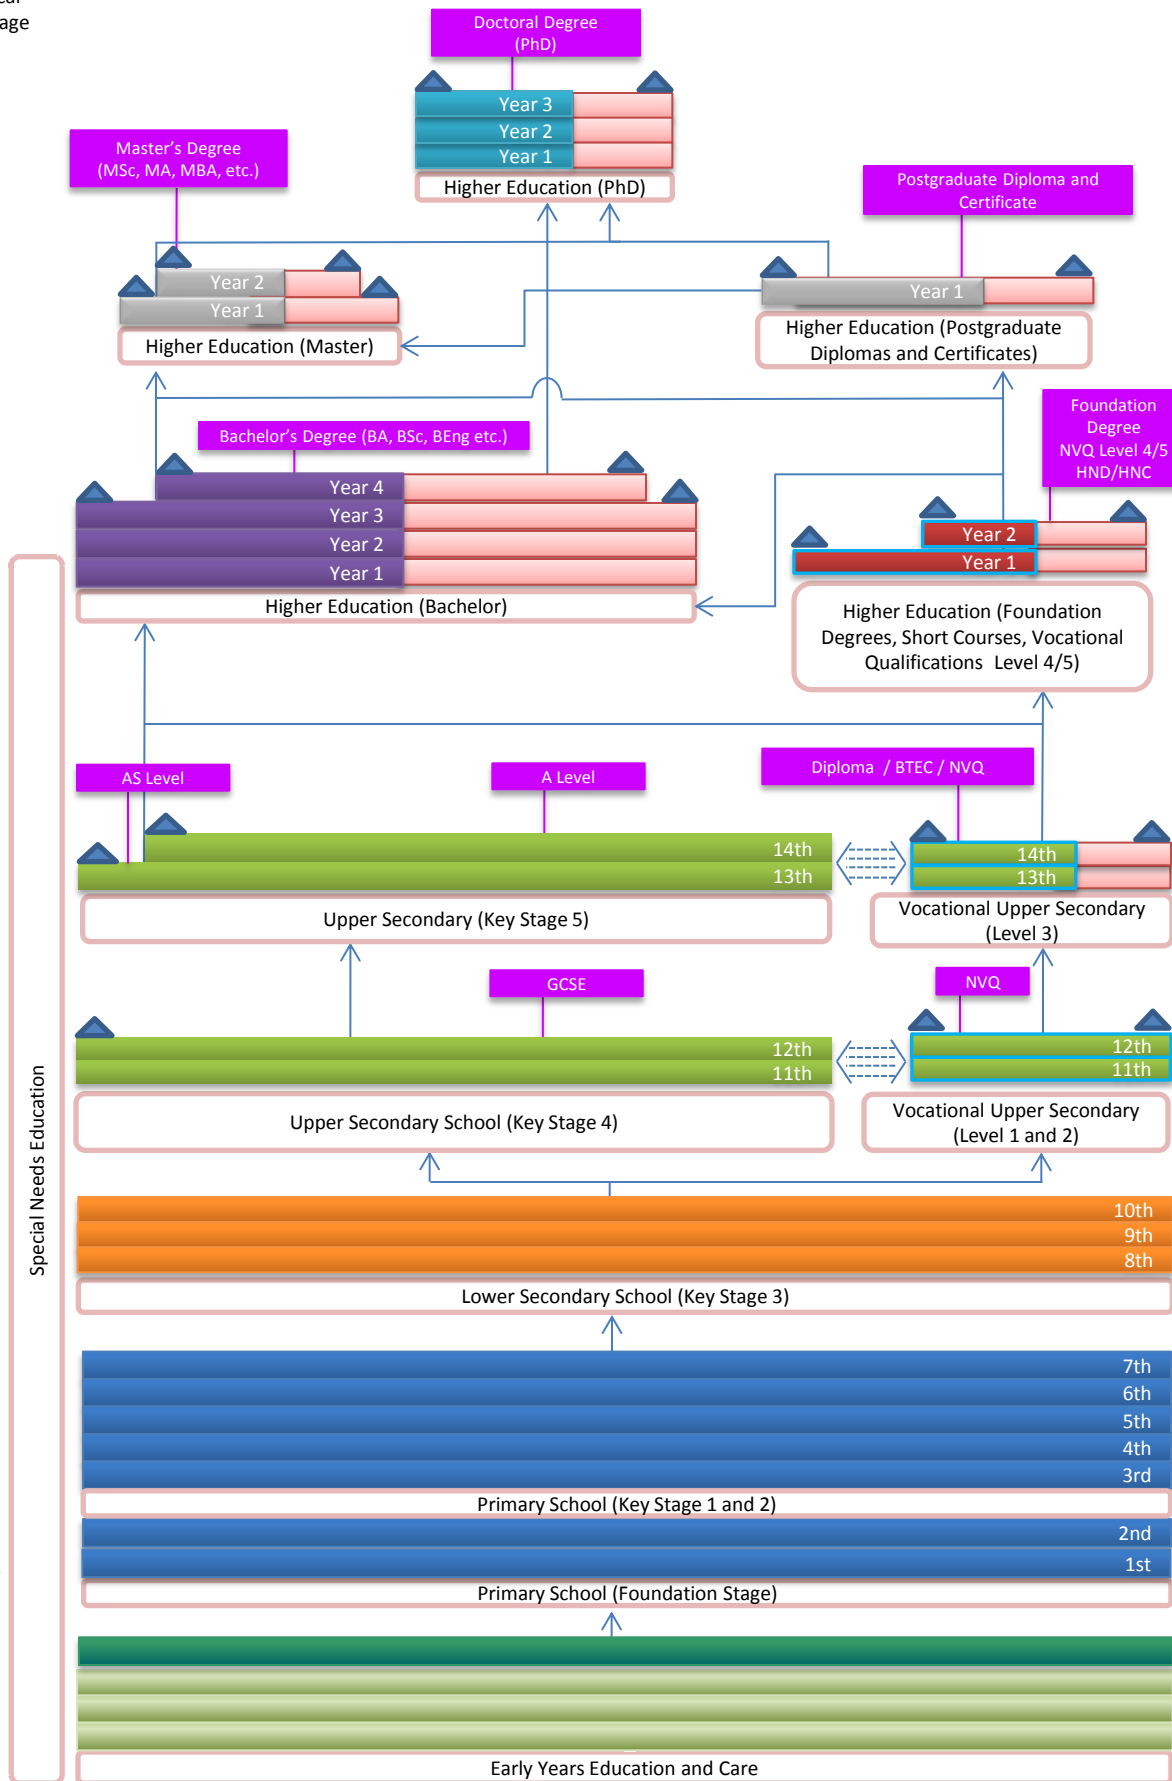 age
Doctoral Degree
(PhD)
Year 3
Year 2
Year 1
Higher Education (PhD)
Master's Degree
(MSc, MA, MBA, etc.)
Postgraduate Diploma and
Certificate
Year 2
Year 1
Higher Education (Master)
Year 1
Higher Education (Postgraduate
Diplomas and Certificates)
Foundation
Degree
NVQ Level 4/5
HND/HNC
Bachelor's Degree (BA, BSc, BEng etc.)
Year 4
Year 3
Year 2
Year 1
Higher Education (Bachelor)
Year 2
Year 1
Higher Education (Foundation
Degrees, Short Courses, Vocational
Qualifications Level 4/5)
AS Level
A Level
Diploma / BTEC / NVQ
14th
13th
Upper Secondary (Key Stage 5)
14th
13th
Vocational Upper Secondary
(Level 3)
GCSE
NVQ
12th
11th
Upper Secondary School (Key Stage 4)
12th
11th
Vocational Upper Secondary
(Level 1 and 2)
Special Needs Education
10th
9th
8th
Lower Secondary School (Key Stage 3)
7th
6th
5th
4th
3rd
Primary School (Key Stage 1 and 2)
2nd
1st
Primary School (Foundation Stage)
Early Years Education and Care